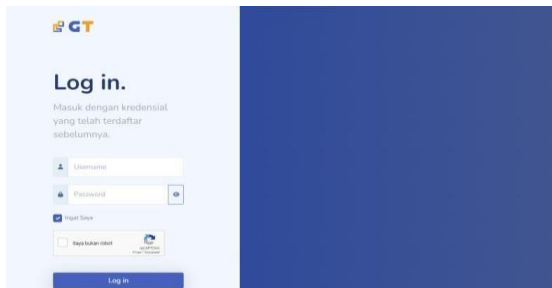 GT
Log in.
Masuk dengan kredensial
yang telah terdaftar
sebelumnya.
Username
Password
Ingat Saya
Saya bukan robot
reCAPTCHA
Log in